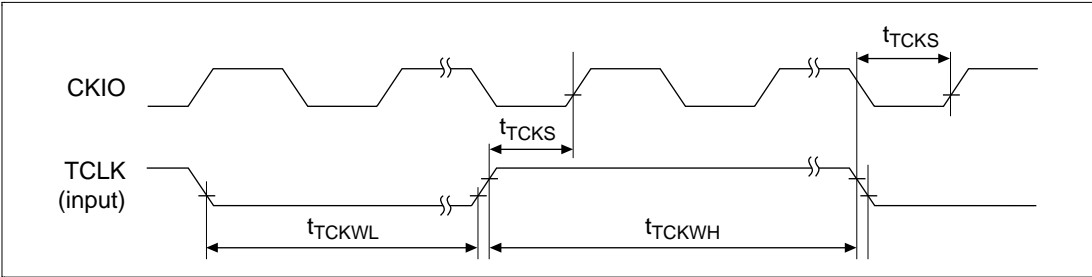 tTCKS
CKIO
tTCKS
TCLK
(input)
tTCKWL
tTCKWH